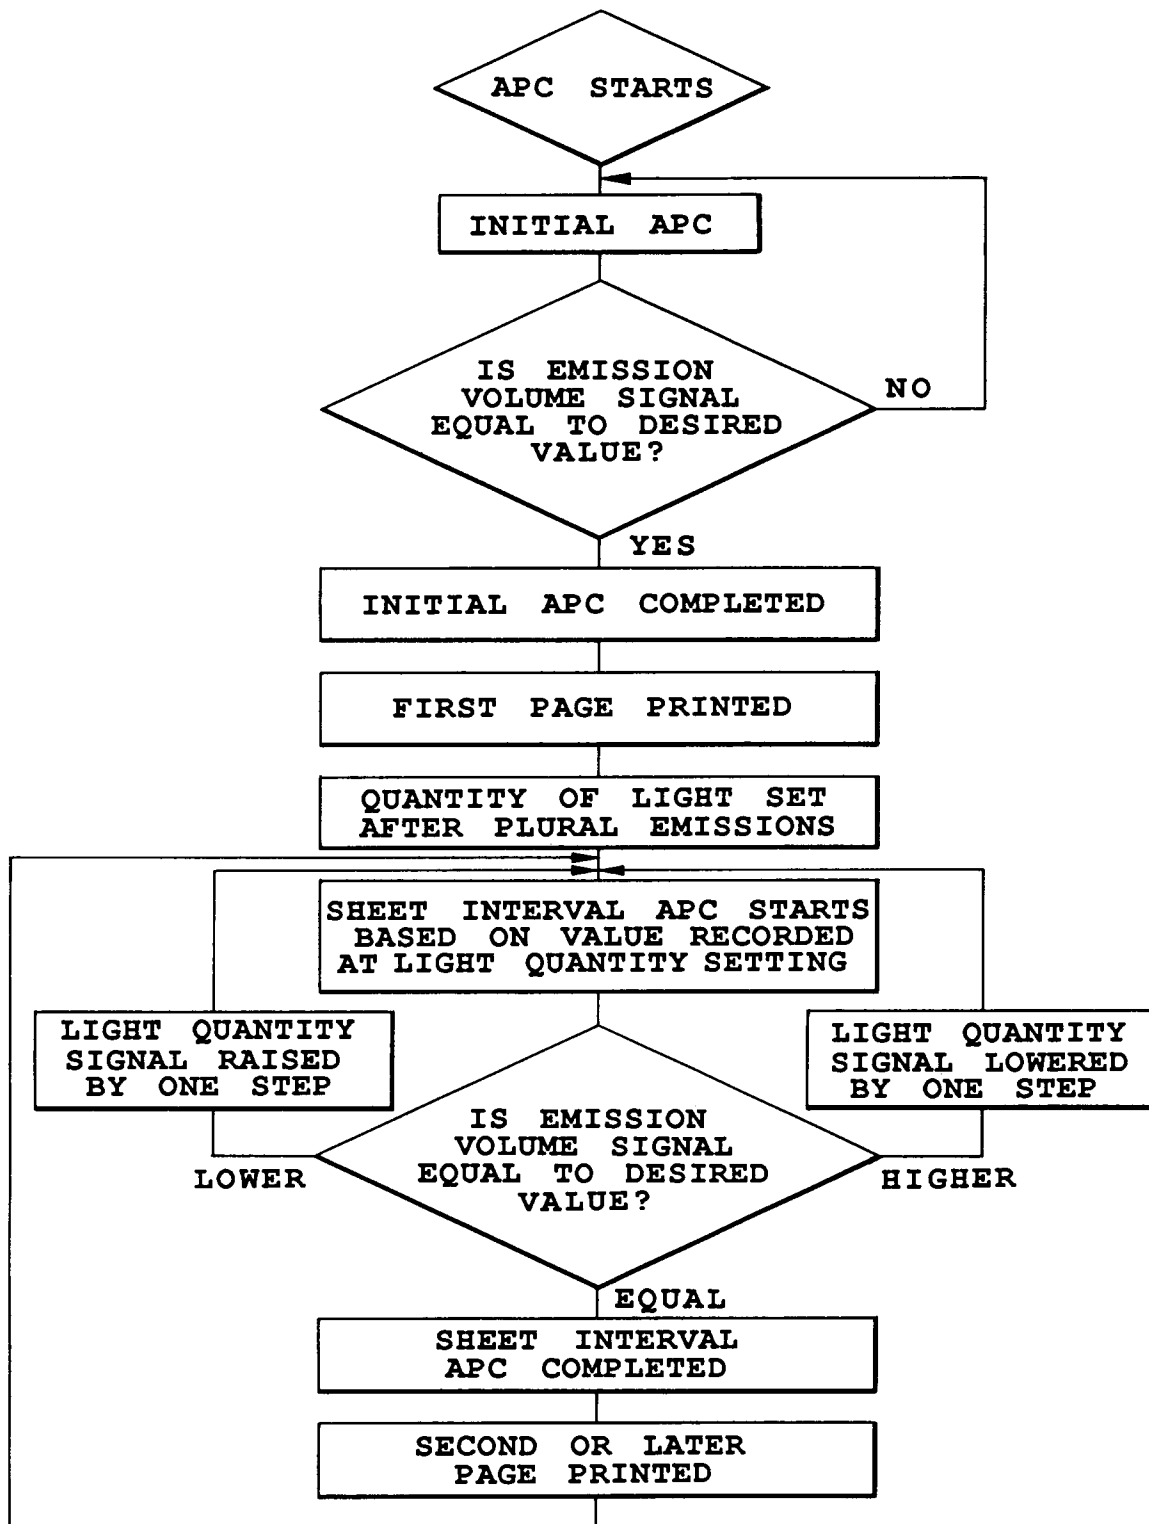 APC STARTS
INITIAL APC
IS EMISSION
VOLUME SIGNAL
EQUAL TO DESIRED
VALUE?
NO
YES
INITIAL APC COMPLETED
FIRST PAGE PRINTED
QUANTITY OF LIGHT SET
AFTER PLURAL EMISSIONS
SHEET INTERVAL APC STARTS
BASED ON VALUE RECORDED
AT LIGHT QUANTITY SETTING
LIGHT QUANTITY
SIGNAL RAISED
BY ONE STEP
LIGHT QUANTITY
SIGNAL LOWERED
BY ONE STEP
IS EMISSION
VOLUME SIGNAL
EQUAL TO DESIRED
VALUE?
LOWER
HIGHER
EQUAL
SHEET INTERVAL
APC COMPLETED
SECOND OR LATER
PAGE PRINTED